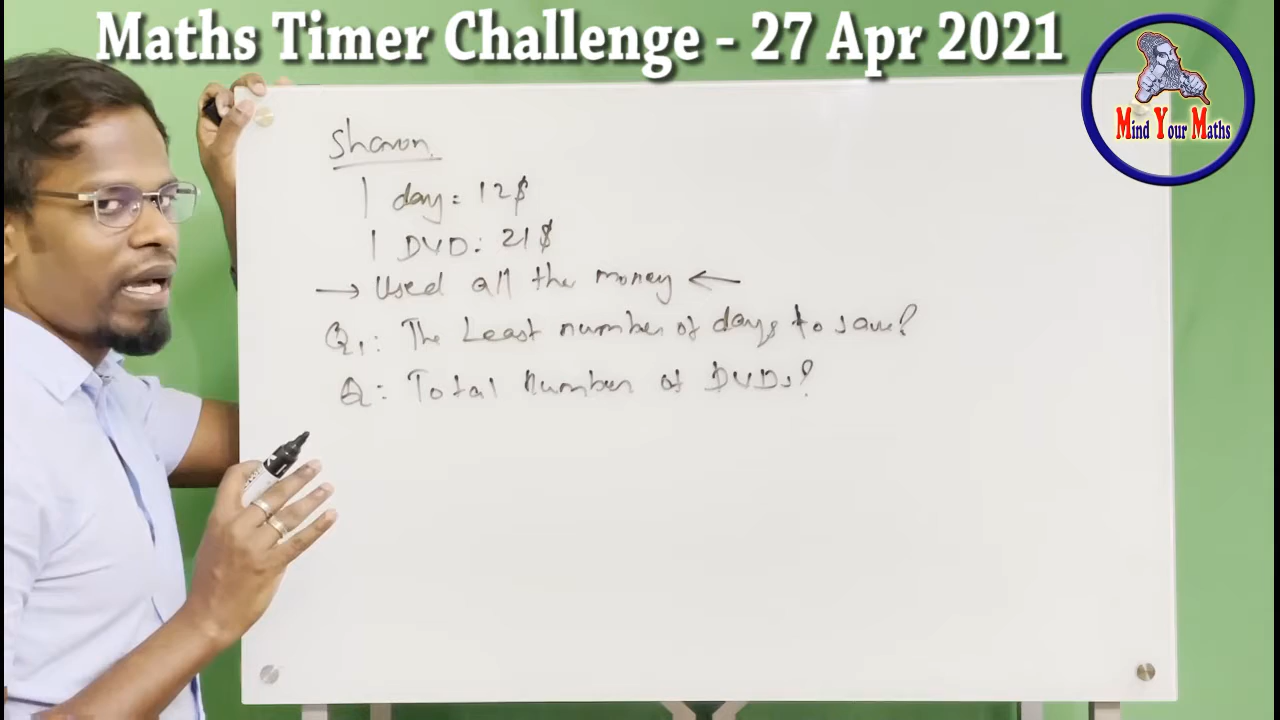 Maths Timer Challenge - 27 Apr 2021
Mind Your Maths
Sharon.
1 day = 12$
1 DVD: 21$
→ Used all the money ←
Q1: The Least number of days to save?
Q: Total Number of DVDs?